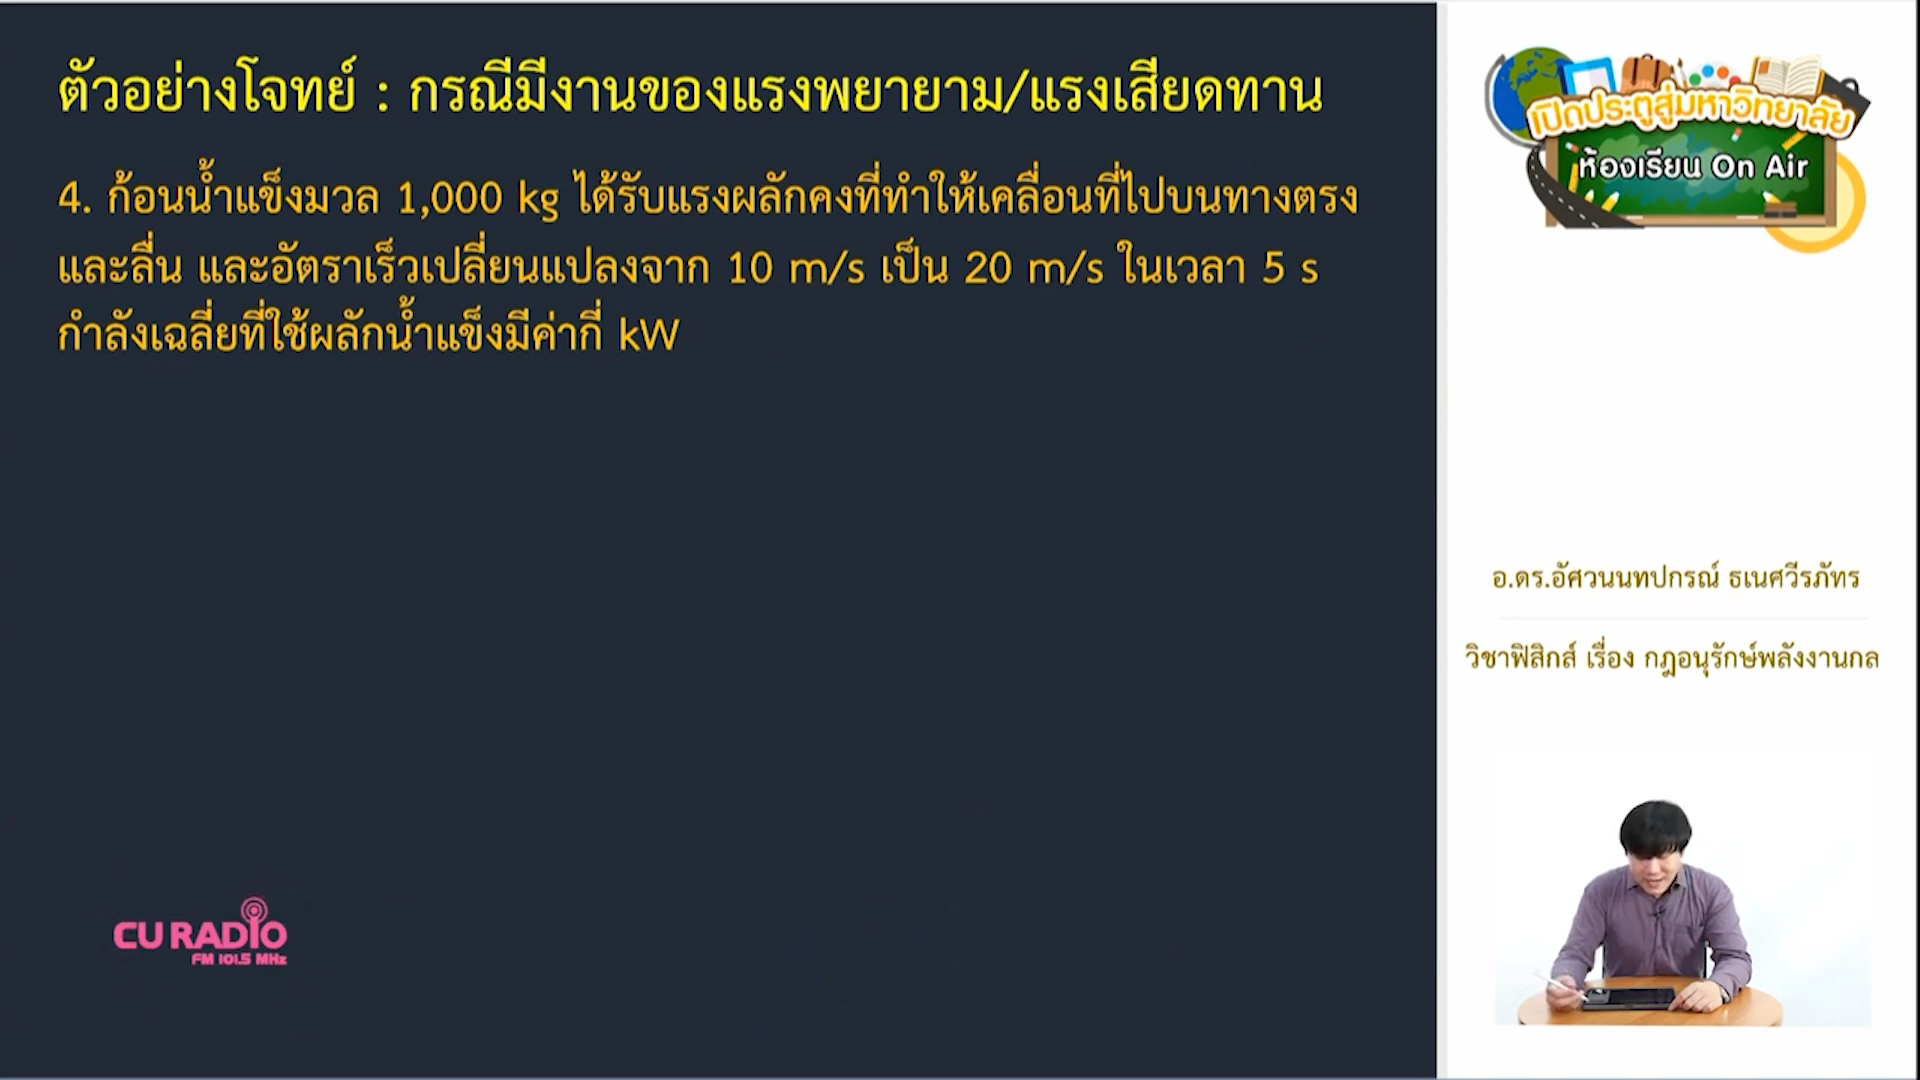 ตัวอย่างโจทย์ : กรณีมีงานของแรงพยายาม/แรงเสียดทาน
4. ก้อนน้ำแข็งมวล 1,000 kg ได้รับแรงผลักคงที่ทำให้เคลื่อนที่ไปบนทางตรง
และลื่น และอัตราเร็วเปลี่ยนแปลงจาก 10 m/s เป็น 20 m/s ในเวลา 5 s
กำลังเฉลี่ยที่ใช้ผลักน้ำแข็งมีค่ากี่ kW
CU RADIO
FM 101.5 MHz
เปิดประตูสู่มหาวิทยาลัย
ห้องเรียน On Air
อ.ดร.อัศวนนทปกรณ์ ธเนศวีรภัทร
วิชาฟิสิกส์ เรื่อง กฎอนุรักษ์พลังงานกล